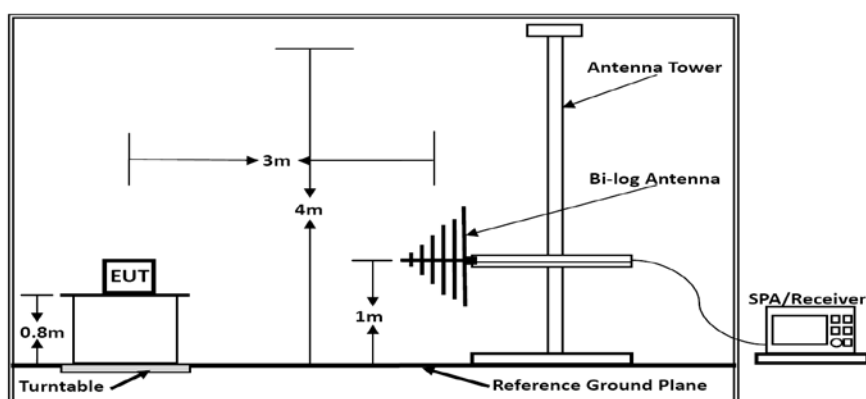 Antenna Tower
3m
Bi-log Antenna
4m
EUT
SPA/Receiver
0.8m
1m
Turntable
Reference Ground Plane